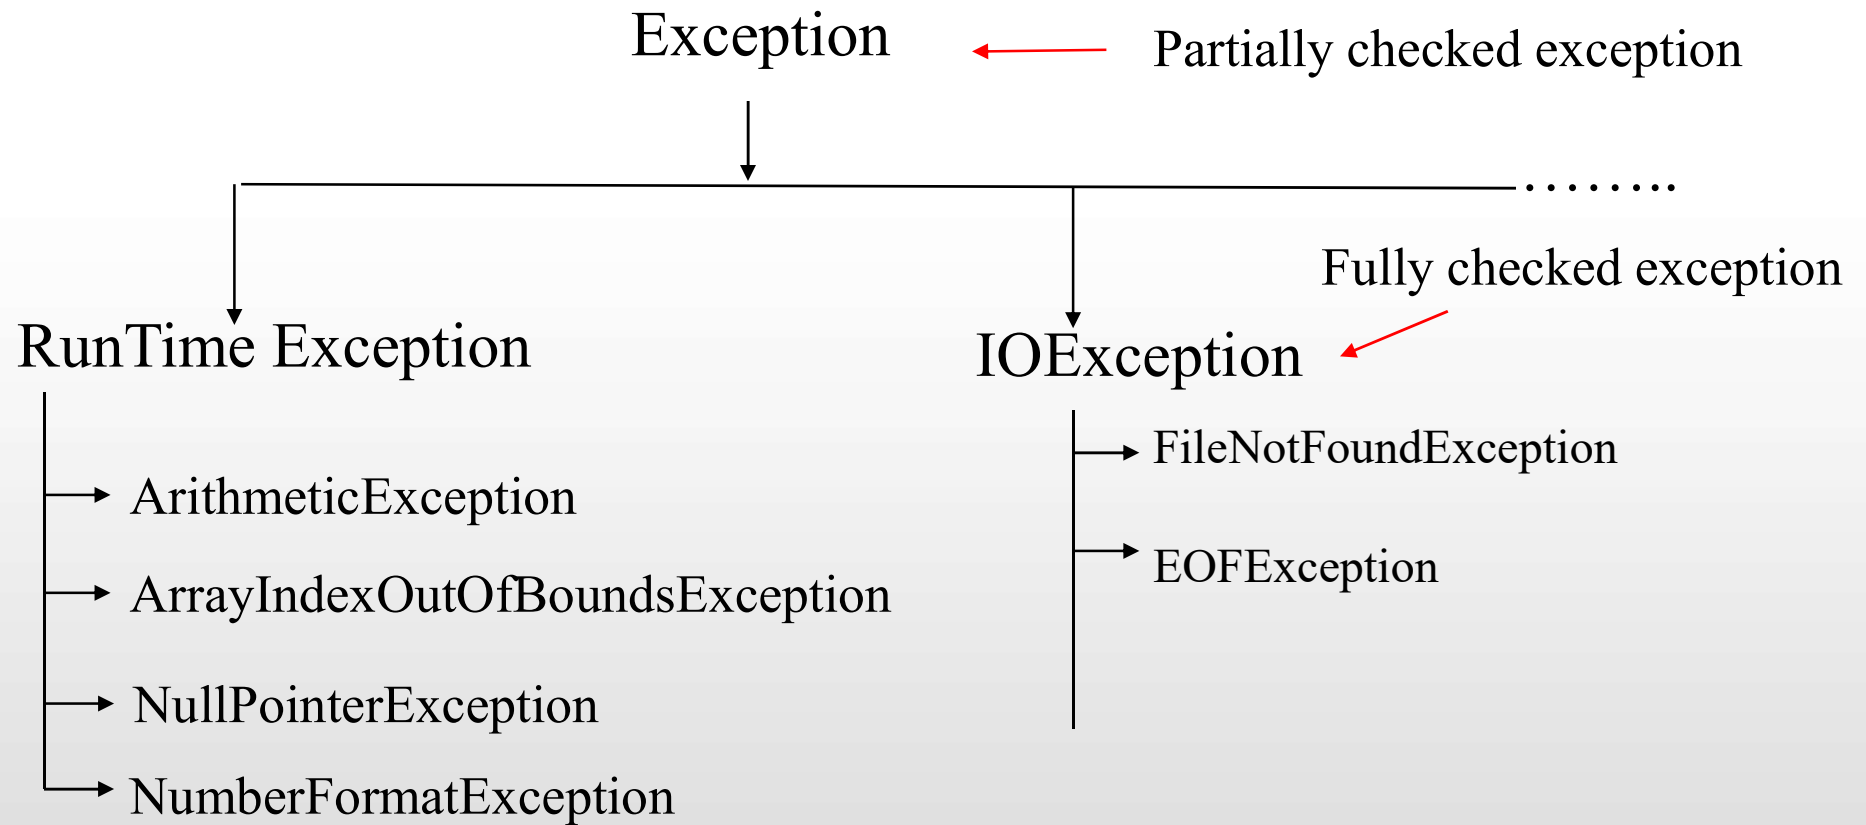 Exception
Partially checked exception
........
Fully checked exception
RunTime Exception
IOException
FileNotFoundException
ArithmeticException
EOFException
ArrayIndexOutOfBoundsException
NullPointerException
NumberFormatException